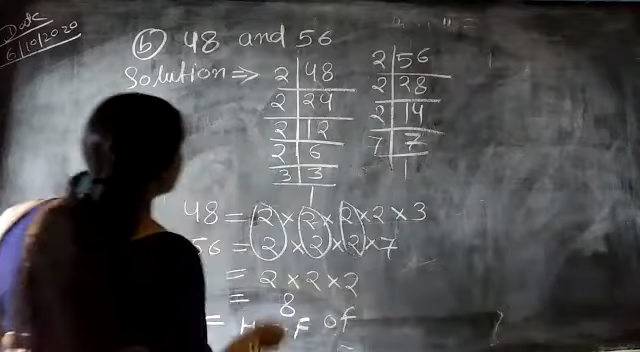 Date
6/10/2020
(b) 48 and 56
Solution ⇒
2 | 48
2 | 24
2 | 12
2 | 6
3 | 3
1
2 | 56
2 | 28
2 | 14
7 | 7
1
48 = 2 × 2 × 2 × 2 × 3
56 = 2 × 2 × 2 × 7
= 2 × 2 × 2
= 8
= H F of